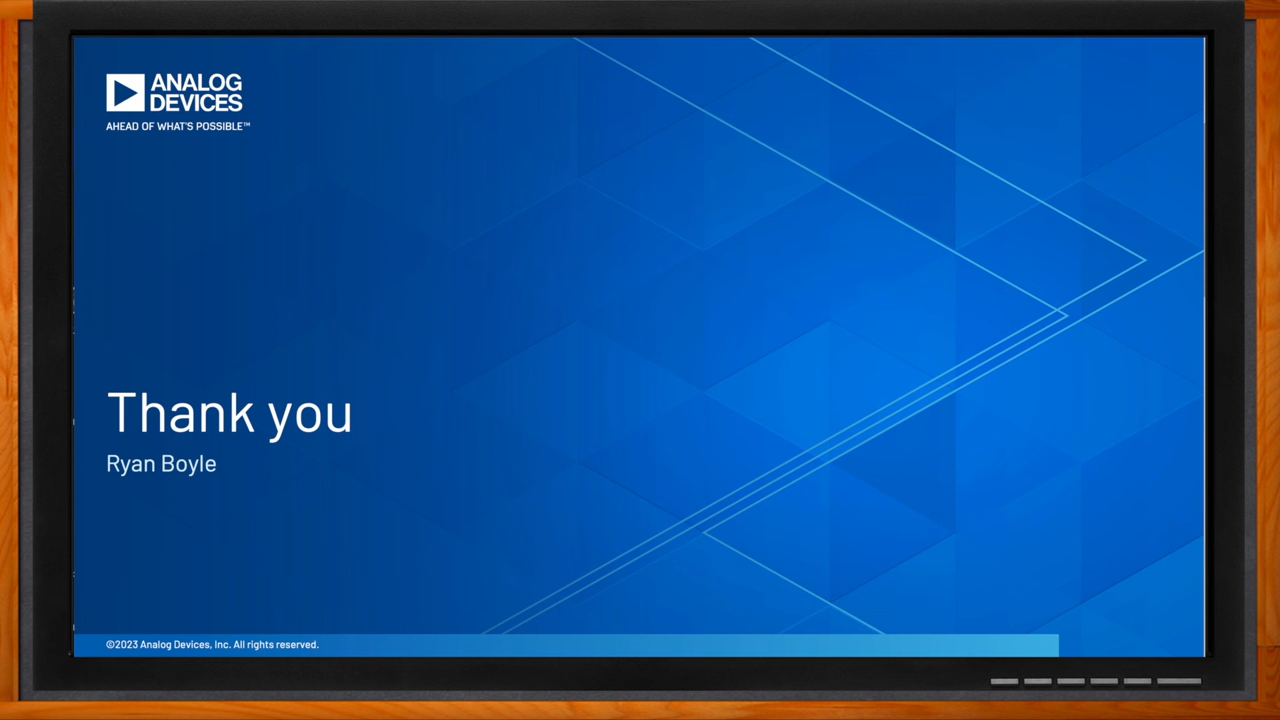 ANALOG
DEVICES
AHEAD OF WHAT'S POSSIBLE™
Thank you
Ryan Boyle
©2023 Analog Devices, Inc. All rights reserved.